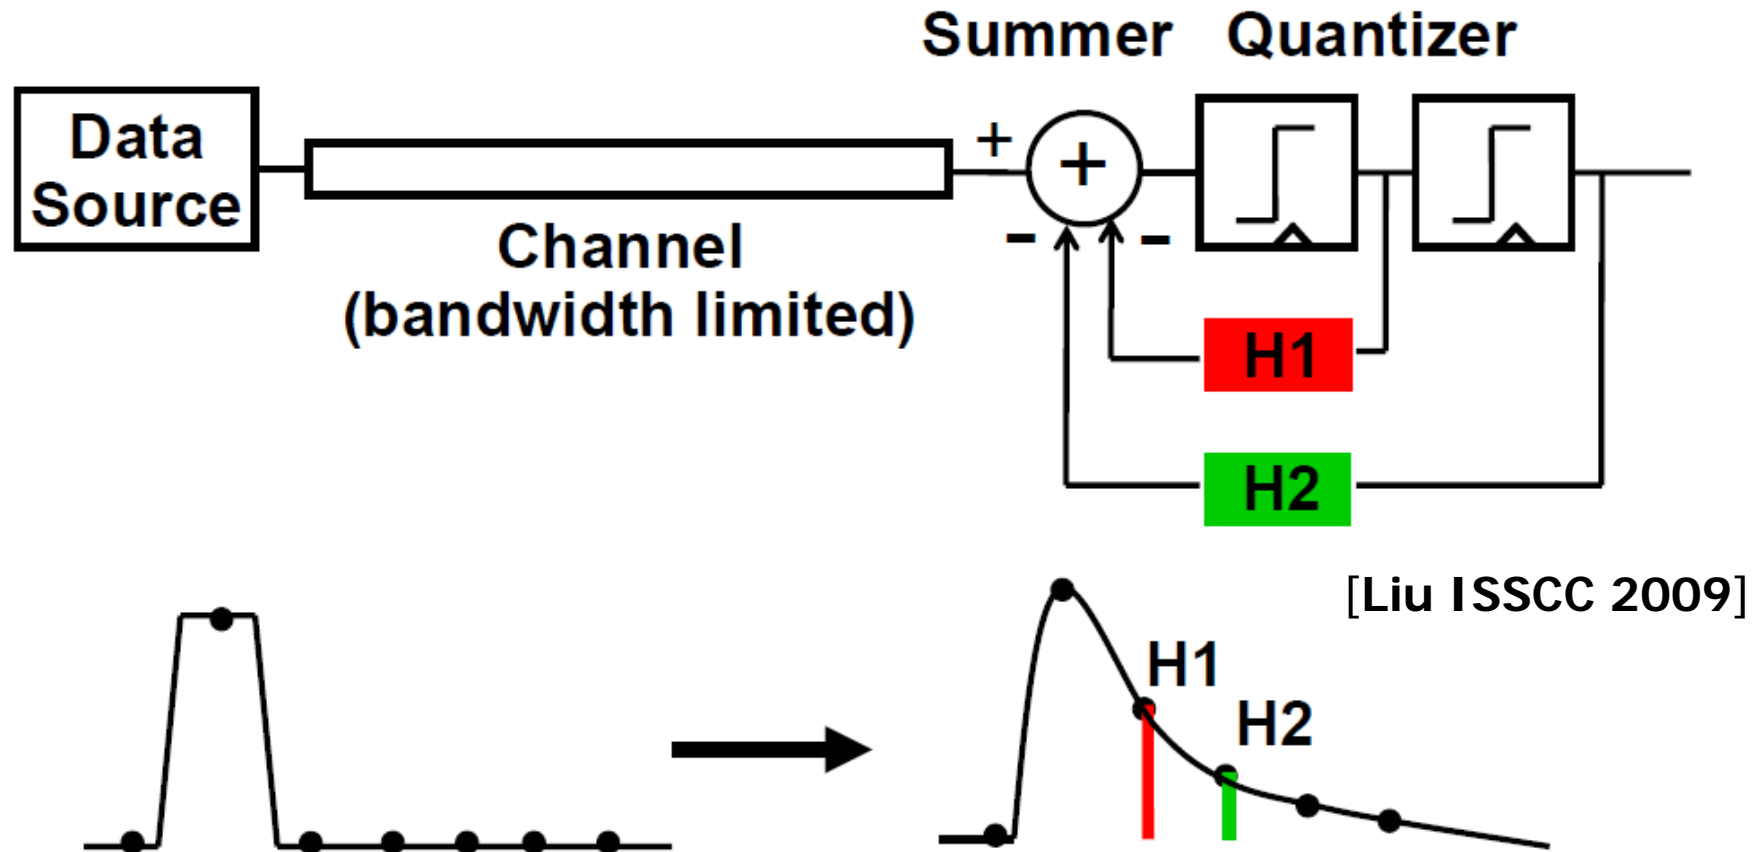 Summer Quantizer
Data
Source
+
+
-
-
Channel
(bandwidth limited)
H1
H2
[Liu ISSCC 2009]
H1
H2